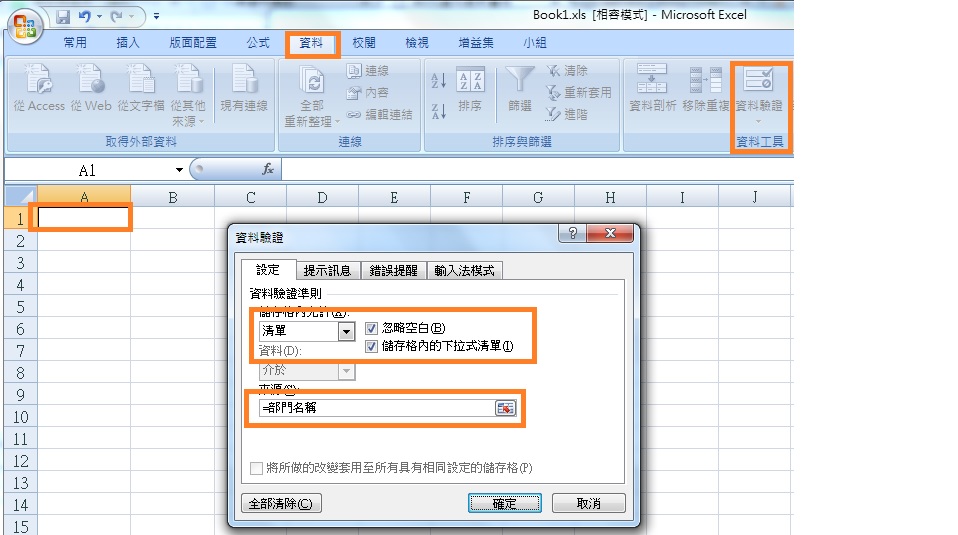 Book1.xls [相容模式] - Microsoft Excel
常用 插入 版面配置 公式 資料 校閱 檢視 增益集 小組
從 Access 從 Web 從文字檔 從其他來源 現有連線
取得外部資料
全部重新整理 連線 內容 編輯連結
連線
A Z Z A 排序 篩選 清除 重新套用 進階
排序與篩選
資料剖析 移除重複 資料驗證
資料工具
A1 fx
A B C D E F G H I J
1
2
3
4
5
6
7
8
9
10
11
12
13
14
15
資料驗證
設定 提示訊息 錯誤提醒 輸入法模式
資料驗證準則
儲存格內允許(A):
清單 忽略空白(B)
儲存格內的下拉式清單(I)
資料(D):
介於
來源(S):
=部門名稱
將所做的改變套用至所有具有相同設定的儲存格(P)
全部清除(C) 確定 取消